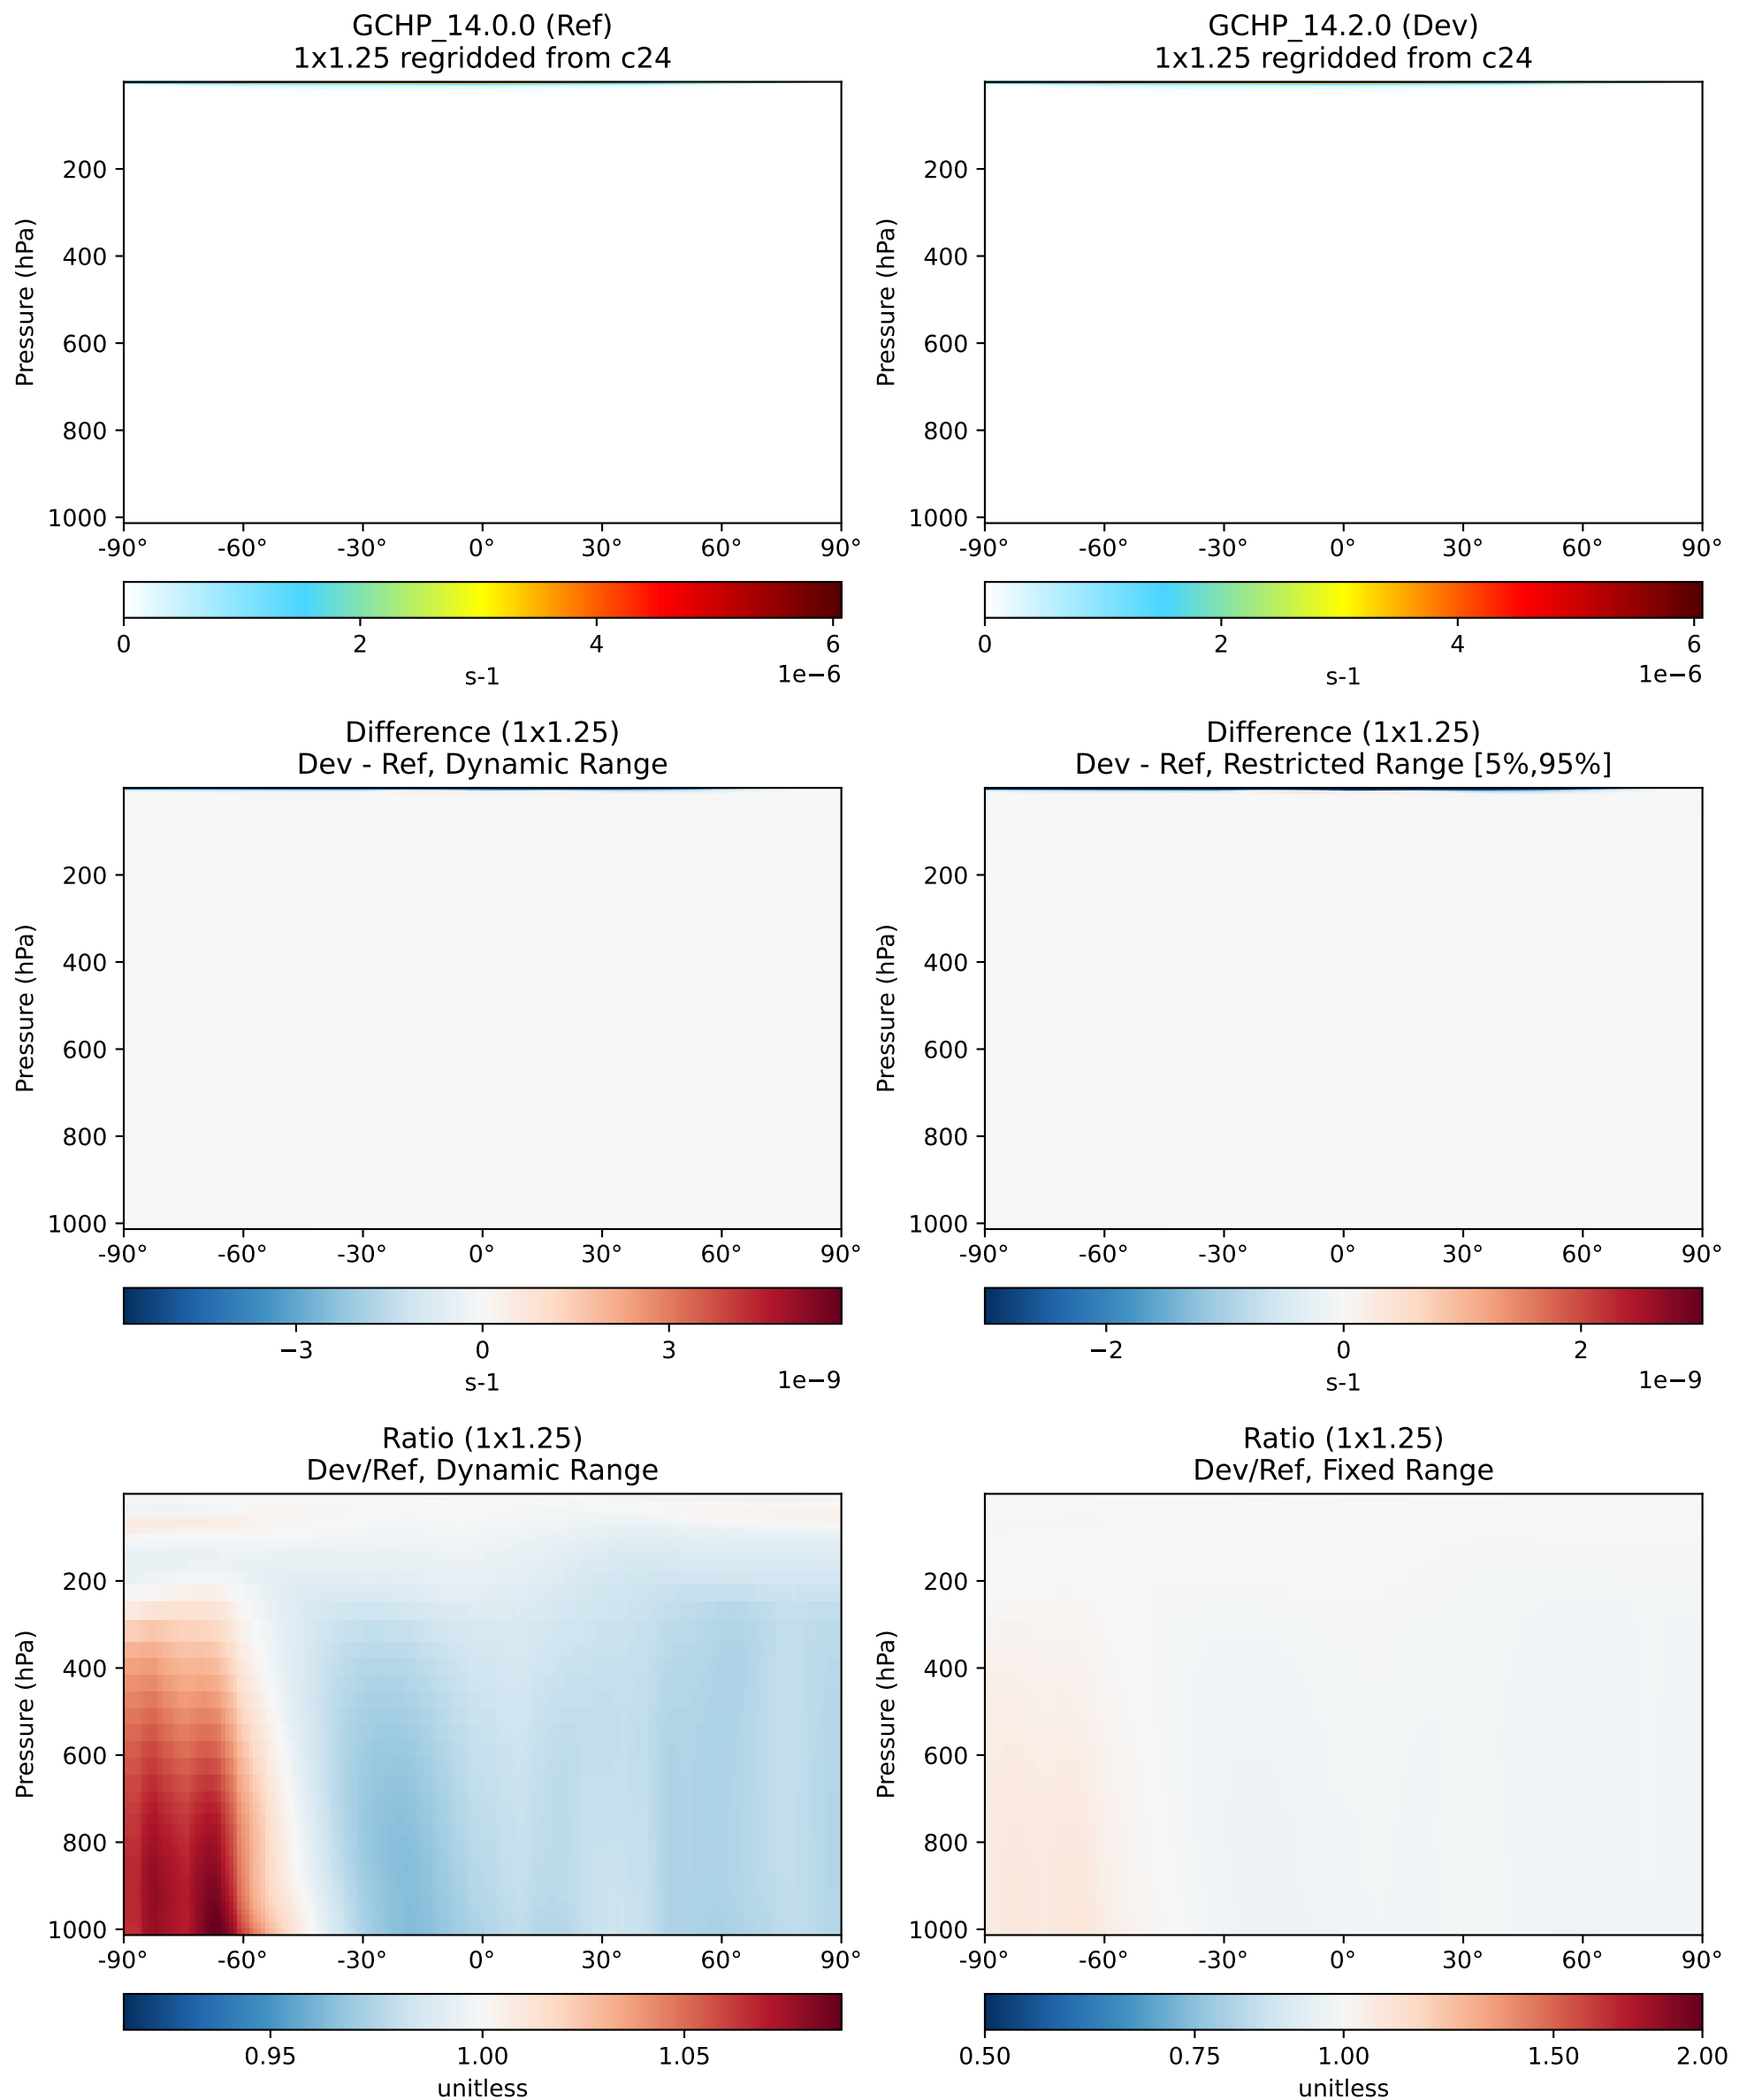 GCHP_14.0.0 (Ref)
1x1.25 regridded from c24
Pressure (hPa)
200
400
600
800
1000
-90° -60° -30° 0° 30° 60° 90°
0 2 4 6
s-1
1e−6
GCHP_14.2.0 (Dev)
1x1.25 regridded from c24
Pressure (hPa)
200
400
600
800
1000
-90° -60° -30° 0° 30° 60° 90°
0 2 4 6
s-1
1e−6
Difference (1x1.25)
Dev - Ref, Dynamic Range
Pressure (hPa)
200
400
600
800
1000
-90° -60° -30° 0° 30° 60° 90°
−3 0 3
s-1
1e−9
Difference (1x1.25)
Dev - Ref, Restricted Range [5%,95%]
Pressure (hPa)
200
400
600
800
1000
-90° -60° -30° 0° 30° 60° 90°
−2 0 2
s-1
1e−9
Ratio (1x1.25)
Dev/Ref, Dynamic Range
Pressure (hPa)
200
400
600
800
1000
-90° -60° -30° 0° 30° 60° 90°
0.95 1.00 1.05
unitless
Ratio (1x1.25)
Dev/Ref, Fixed Range
Pressure (hPa)
200
400
600
800
1000
-90° -60° -30° 0° 30° 60° 90°
0.50 0.75 1.00 1.50 2.00
unitless